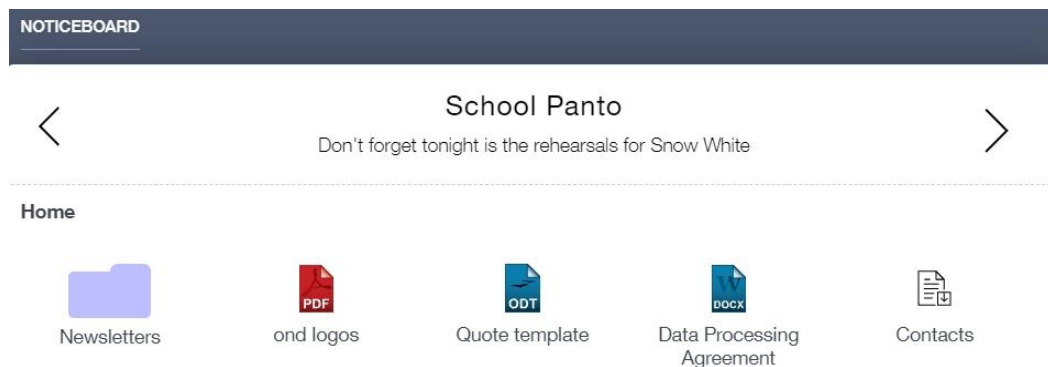 NOTICEBOARD
School Panto
Don't forget tonight is the rehearsals for Snow White
Home
PDF
ODT
W
DOCX
Newsletters
ond logos
Quote template
Data Processing
Agreement
Contacts